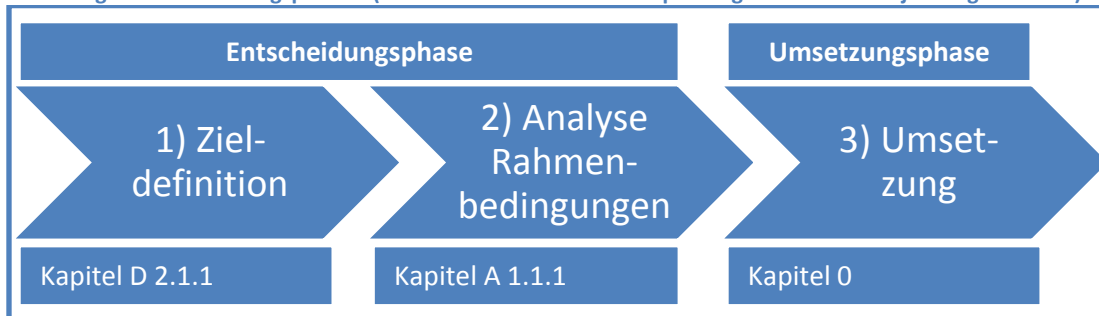 Entscheidungsphase
Umsetzungsphase
1) Ziel-
definition
2) Analyse
Rahmen-
bedingungen
3) Umset-
zung
Kapitel D 2.1.1
Kapitel A 1.1.1
Kapitel 0